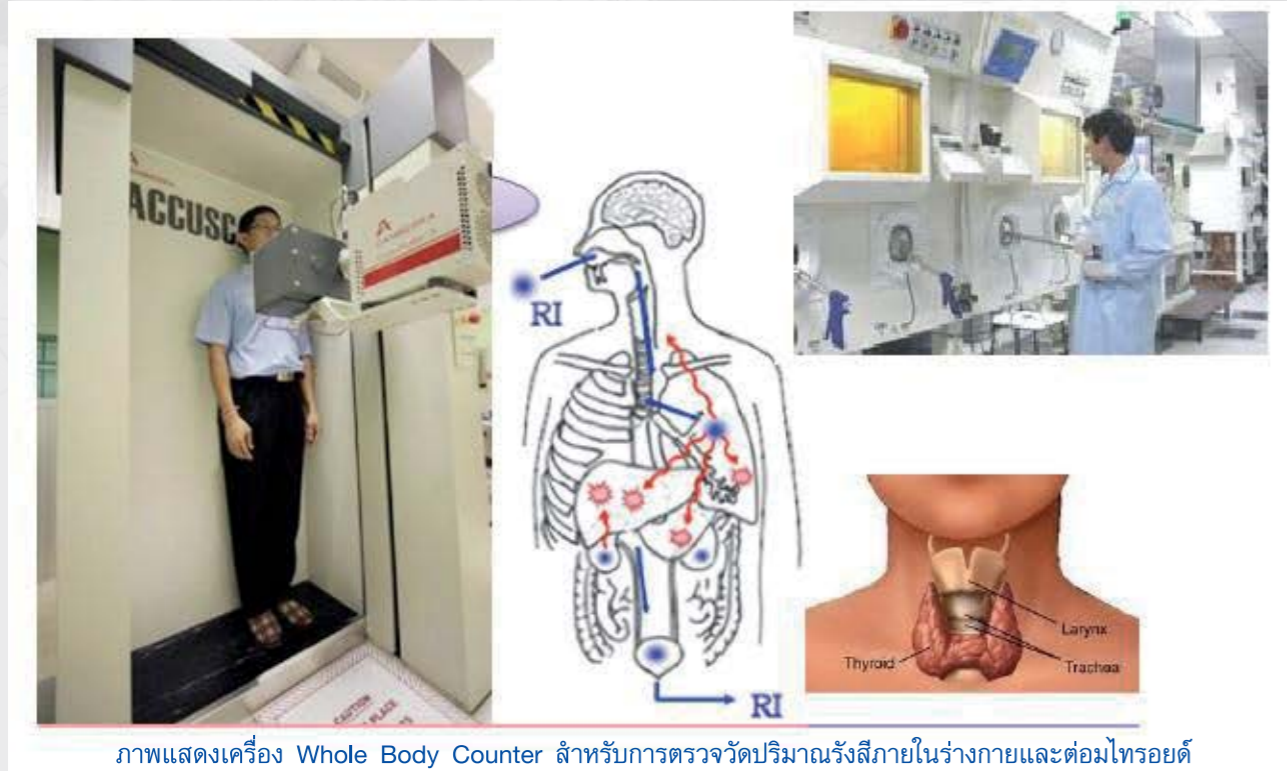 ACCUSC
RI
RI
Larynx
Thyroid
Trachea
CAUTION
PLACE
ภาพแสดงเครื่อง Whole Body Counter สำหรับการตรวจวัดปริมาณรังสีภายในร่างกายและต่อมไทรอยด์